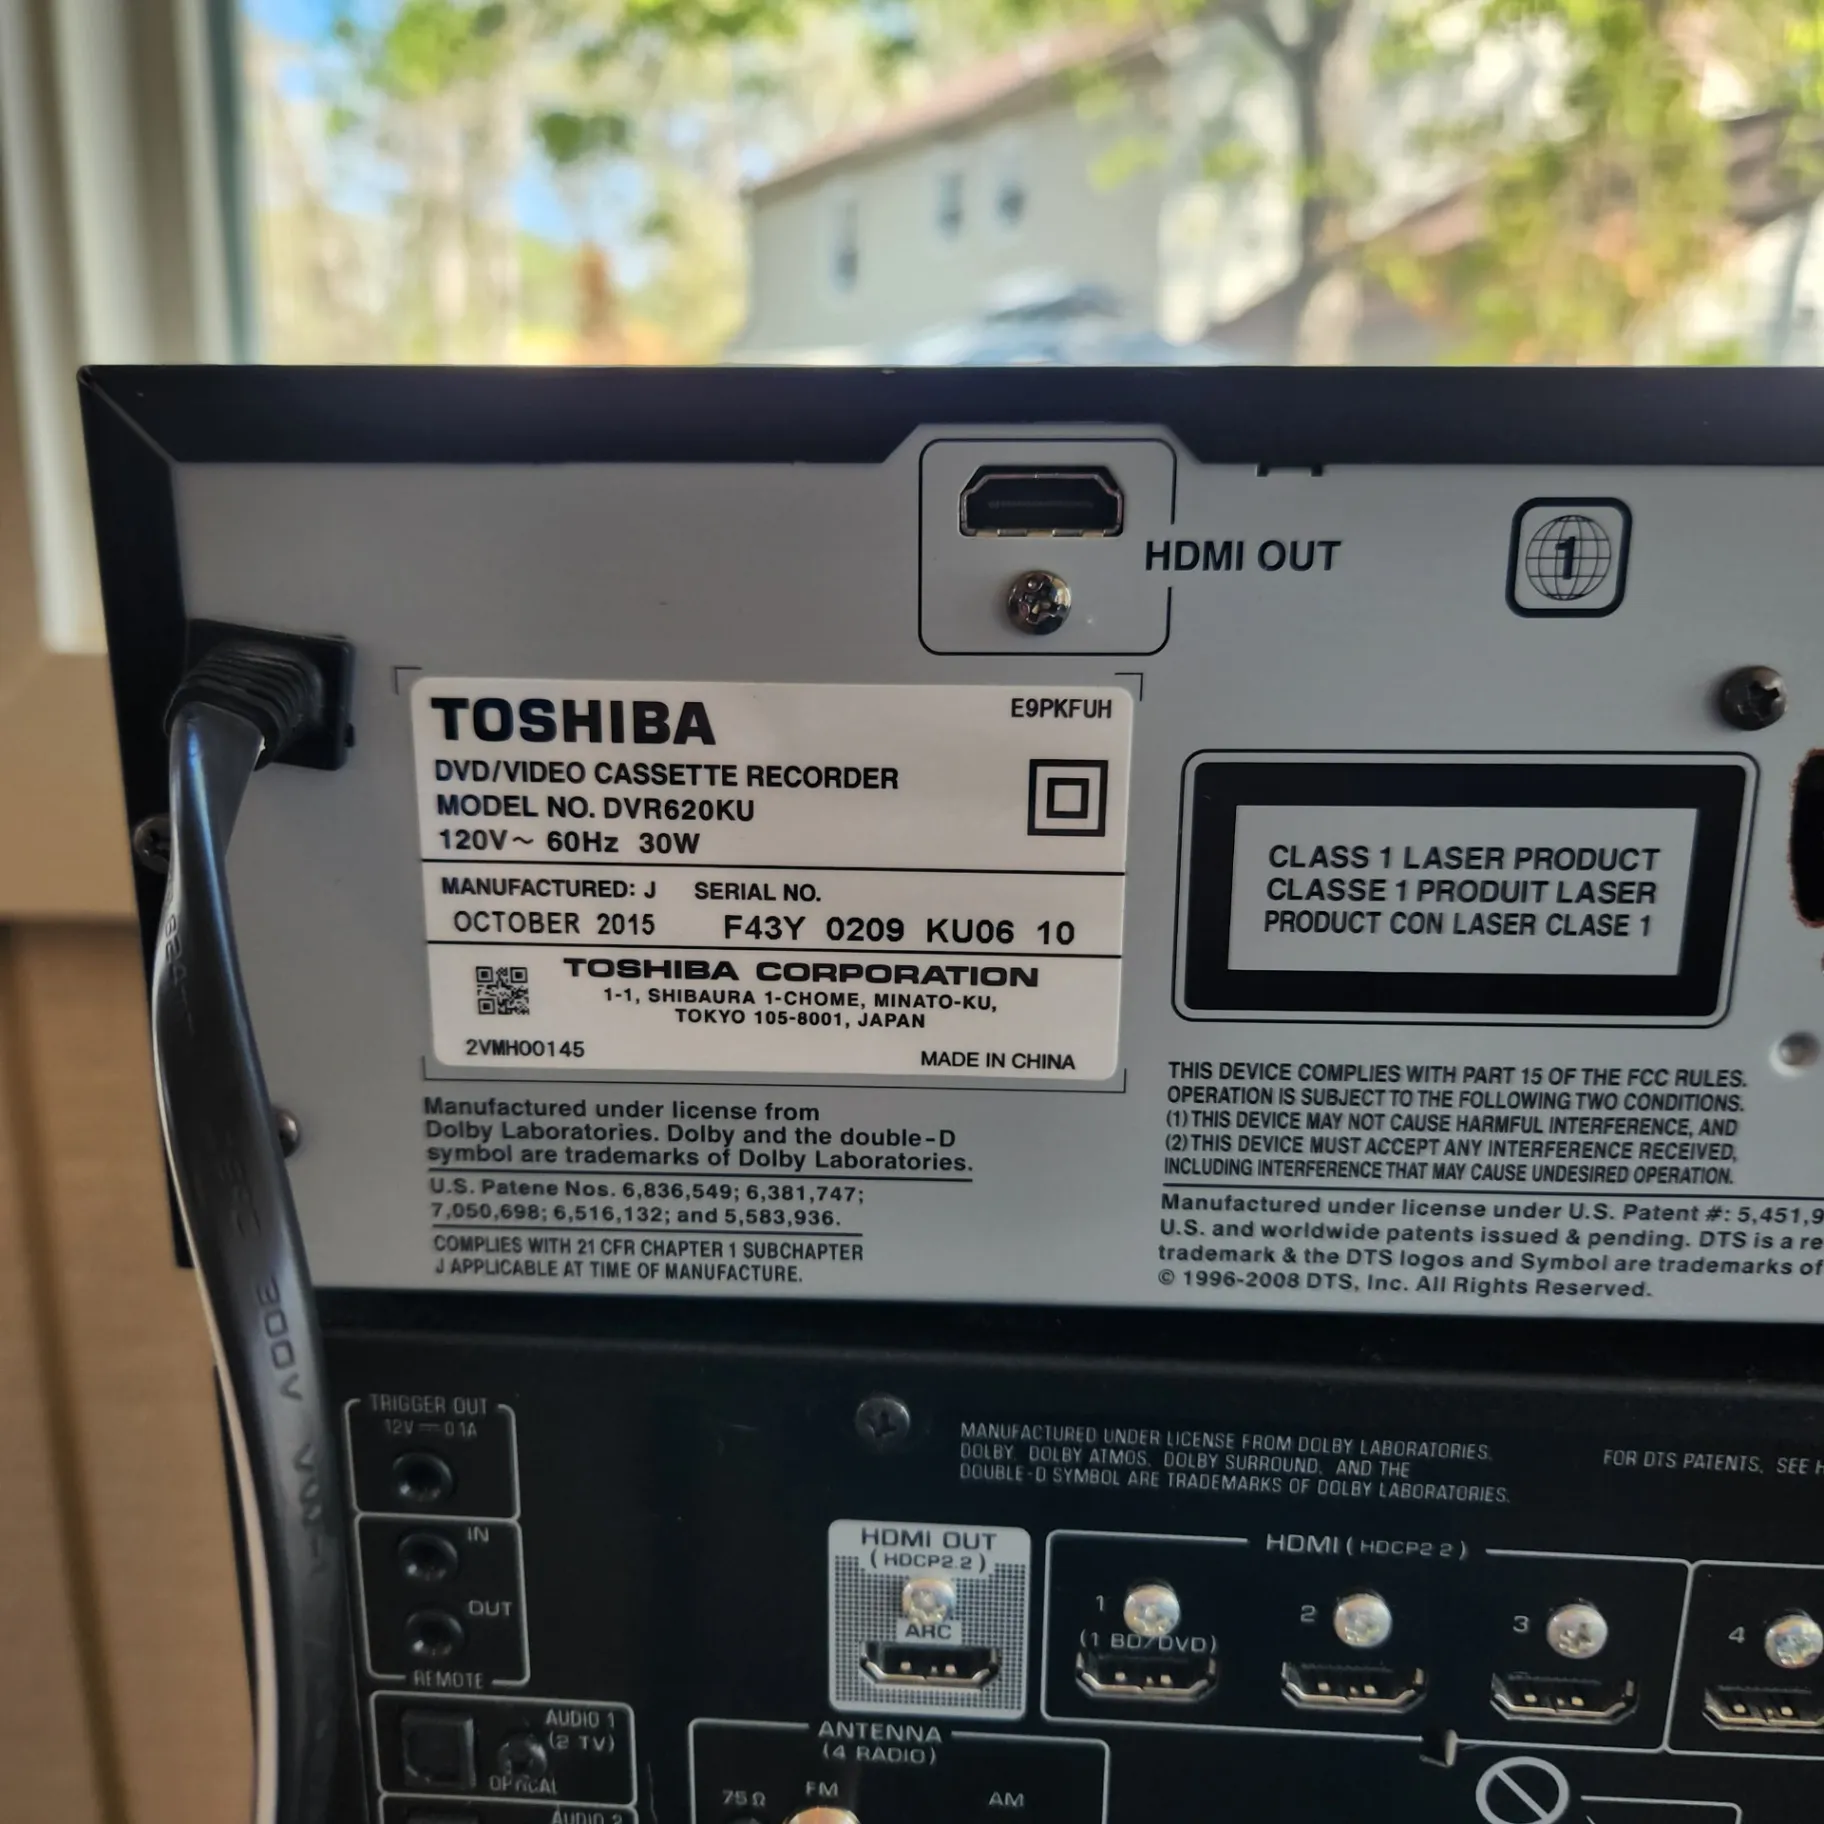 HDMI OUT
1
TOSHIBA
E9PKFUH
DVD/VIDEO CASSETTE RECORDER
MODEL NO. DVR620KU
120V~ 60Hz 30W
MANUFACTURED: J SERIAL NO.
OCTOBER 2015 F43Y 0209 KU06 10
TOSHIBA CORPORATION
1-1, SHIBAURA 1-CHOME, MINATO-KU,
TOKYO 105-8001, JAPAN
2VMH00145
MADE IN CHINA
Manufactured under license from
Dolby Laboratories. Dolby and the double-D
symbol are trademarks of Dolby Laboratories.
U.S. Patene Nos. 6,836,549; 6,381,747;
7,050,698; 6,516,132; and 5,583,936.
COMPLIES WITH 21 CFR CHAPTER 1 SUBCHAPTER
J APPLICABLE AT TIME OF MANUFACTURE.
CLASS 1 LASER PRODUCT
CLASSE 1 PRODUIT LASER
PRODUCT CON LASER CLASE 1
THIS DEVICE COMPLIES WITH PART 15 OF THE FCC RULES.
OPERATION IS SUBJECT TO THE FOLLOWING TWO CONDITIONS.
(1) THIS DEVICE MAY NOT CAUSE HARMFUL INTERFERENCE, AND
(2) THIS DEVICE MUST ACCEPT ANY INTERFERENCE RECEIVED,
INCLUDING INTERFERENCE THAT MAY CAUSE UNDESIRED OPERATION.
Manufactured under license under U.S. Patent #: 5,451,9
U.S. and worldwide patents issued & pending. DTS is a re
trademark & the DTS logos and Symbol are trademarks of
© 1996-2008 DTS, Inc. All Rights Reserved.
TRIGGER OUT
12V 0.1A
IN
OUT
REMOTE
AUDIO 1
(2 TV)
OPTICAL
AUDIO 2
MANUFACTURED UNDER LICENSE FROM DOLBY LABORATORIES.
DOLBY, DOLBY ATMOS, DOLBY SURROUND, AND THE
DOUBLE-D SYMBOL ARE TRADEMARKS OF DOLBY LABORATORIES.
FOR DTS PATENTS, SEE H
HDMI OUT
(HDCP2.2)
ARC
HDMI (HDCP2.2)
1
(1 BD/DVD)
2
3
4
ANTENNA
(4 RADIO)
75Ω
FM
AM